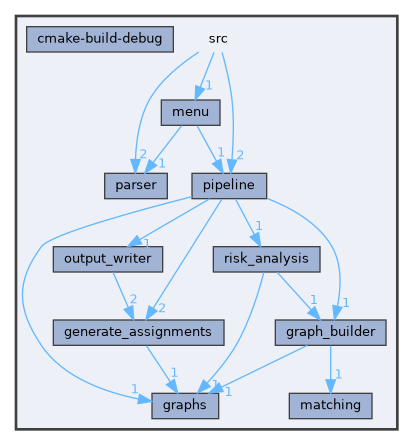 cmake-build-debug
src
1
menu
2
1
1
2
parser
pipeline
1
1
output_writer
risk_analysis
2
2
1
1
generate_assignments
graph_builder
1
1
1
1
1
graphs
matching